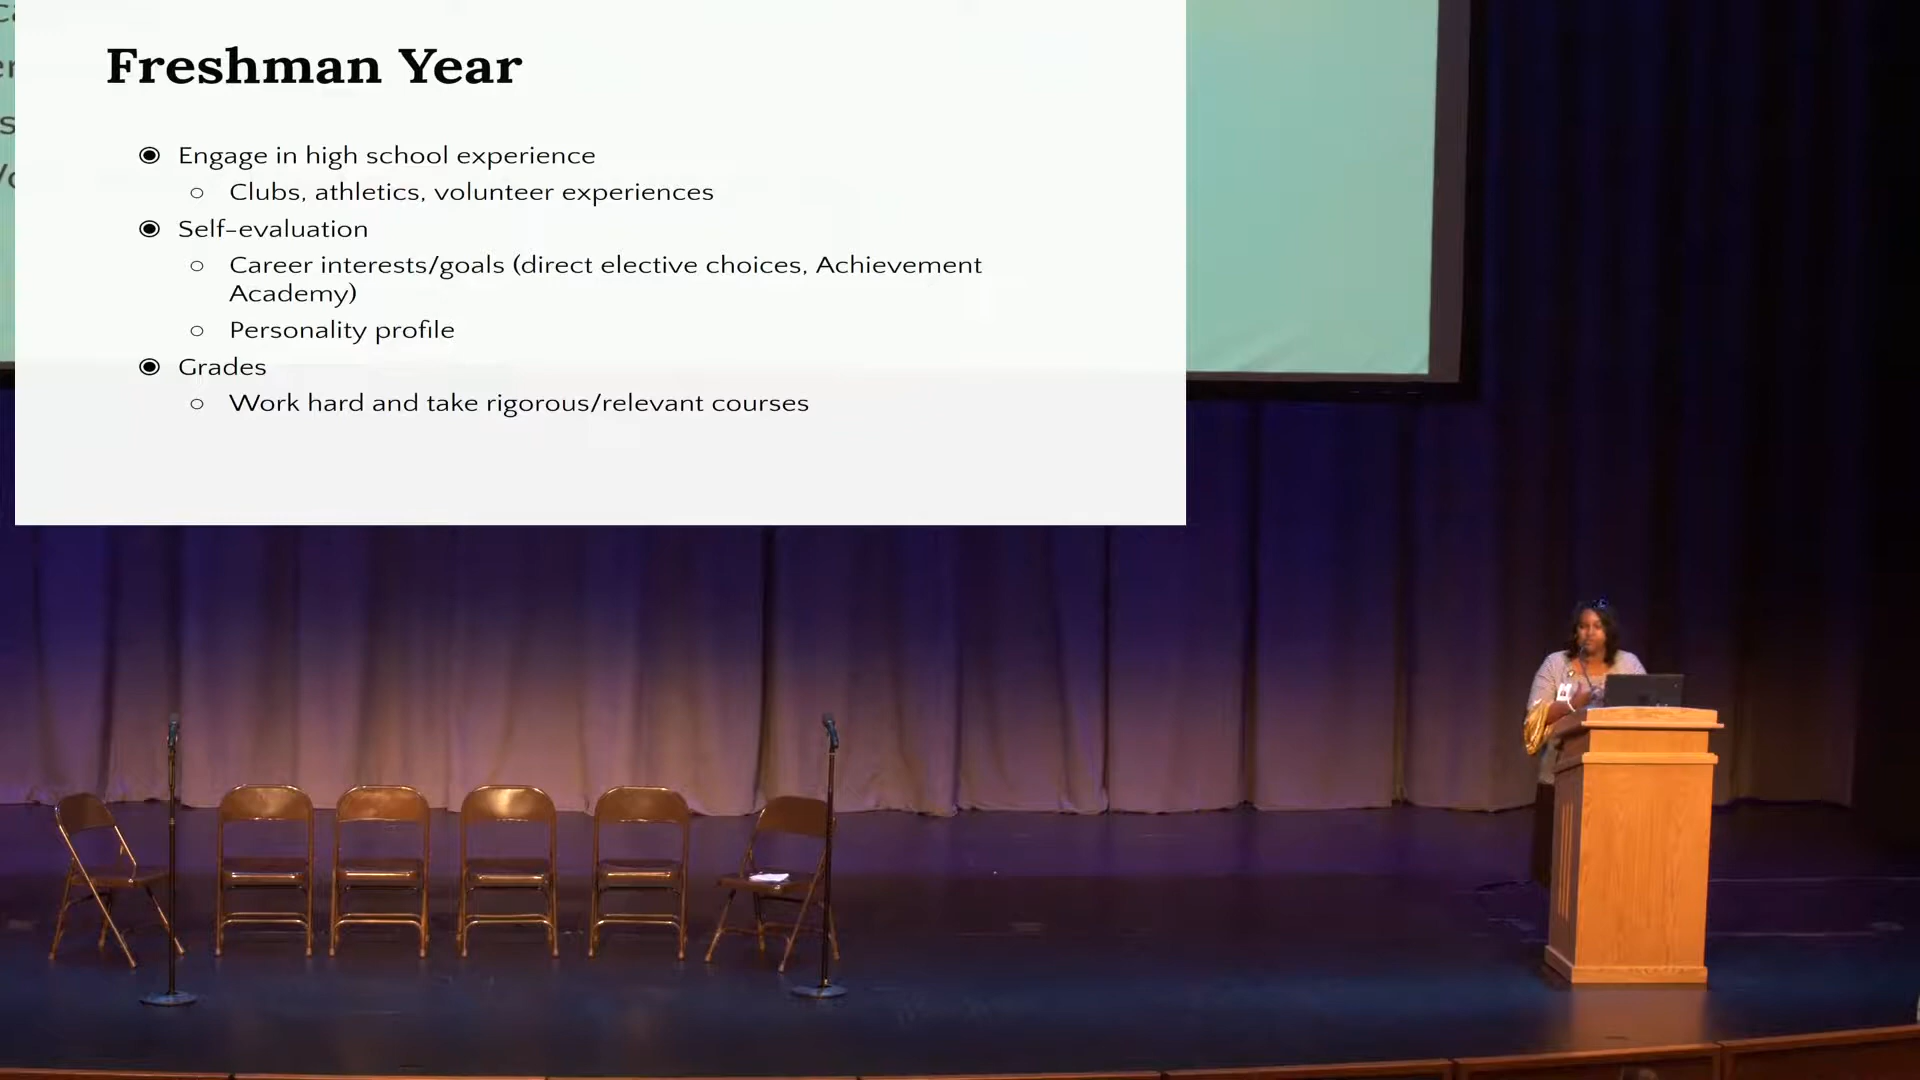 Freshman Year
Engage in high school experience
Clubs, athletics, volunteer experiences
Self-evaluation
Career interests/goals (direct elective choices, Achievement
Academy)
Personality profile
Grades
Work hard and take rigorous/relevant courses